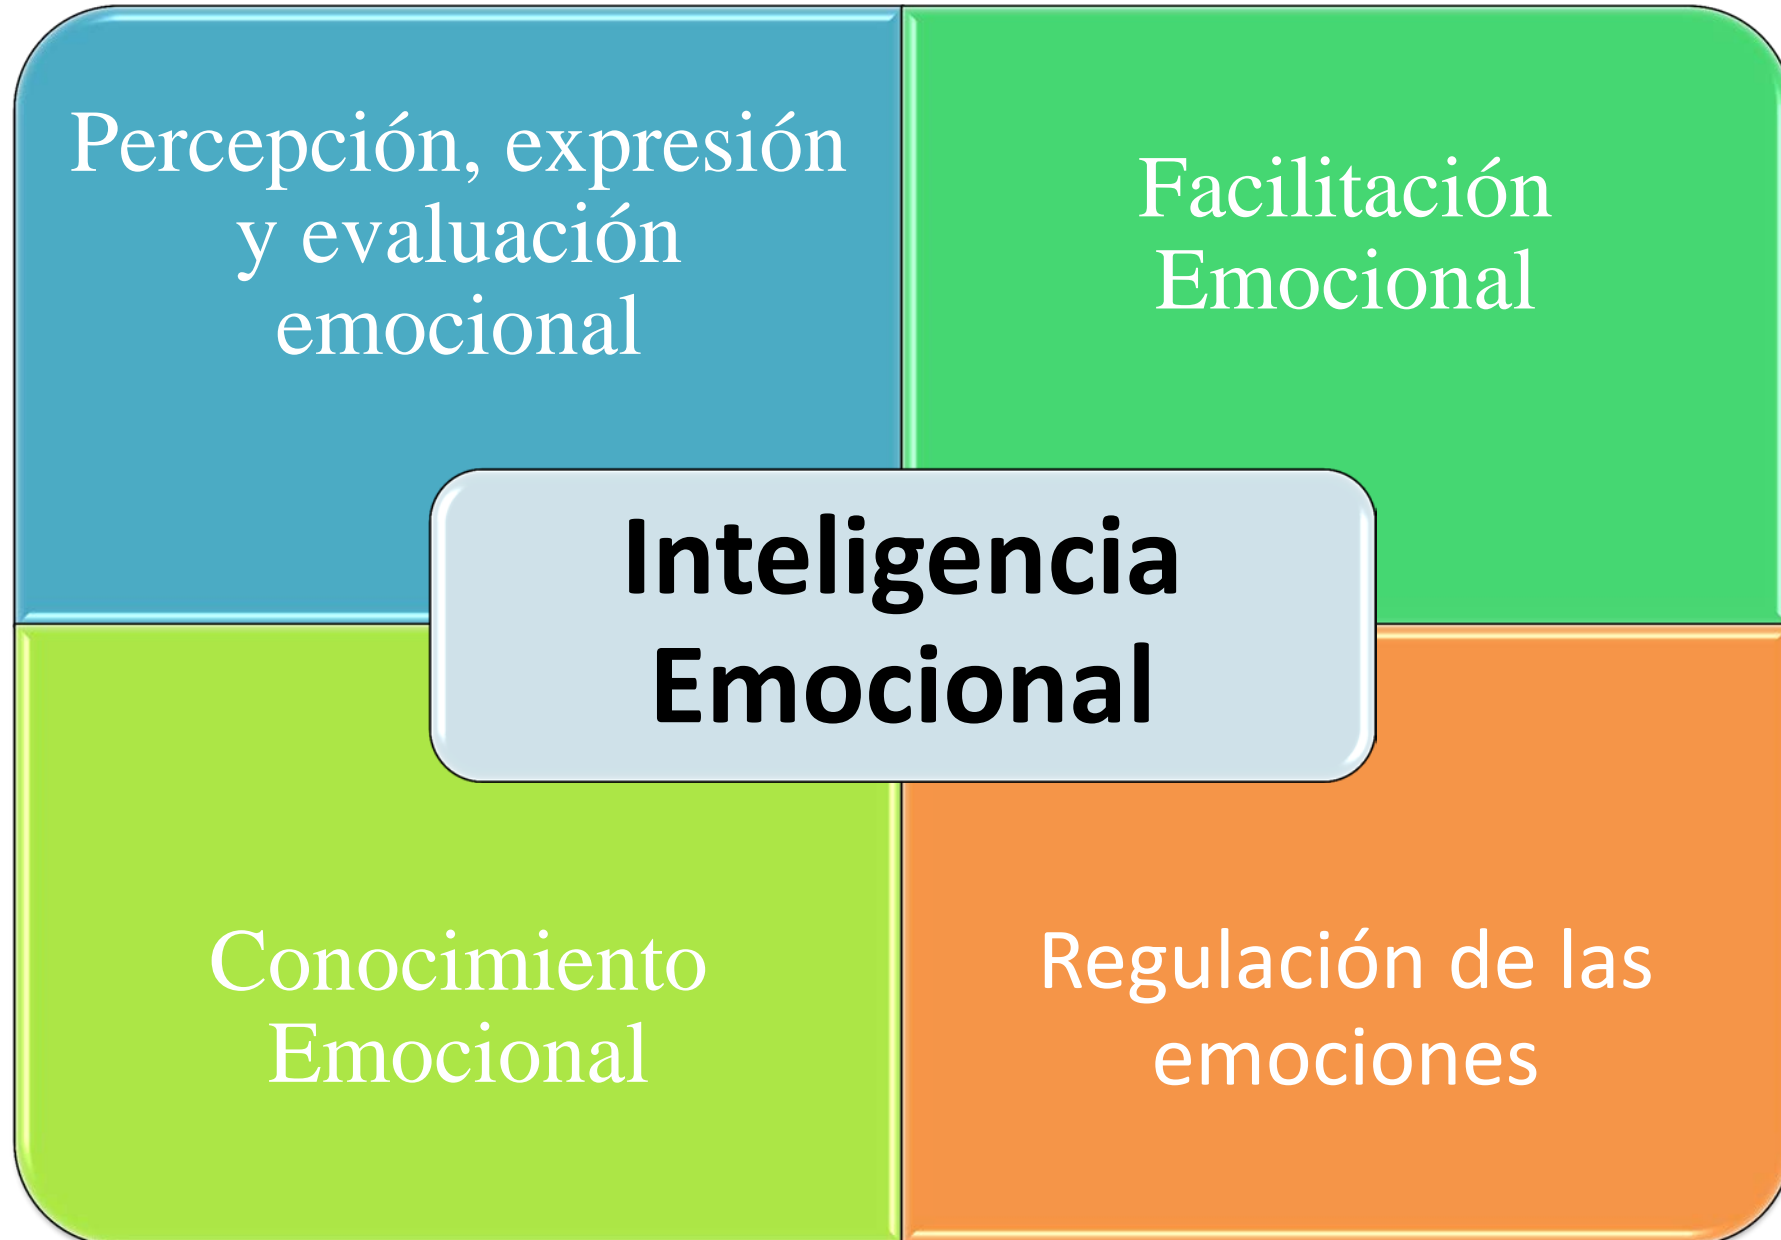 Percepción, expresión
y evaluación
emocional
Facilitación
Emocional
Inteligencia
Emocional
Conocimiento
Emocional
Regulación de las
emociones